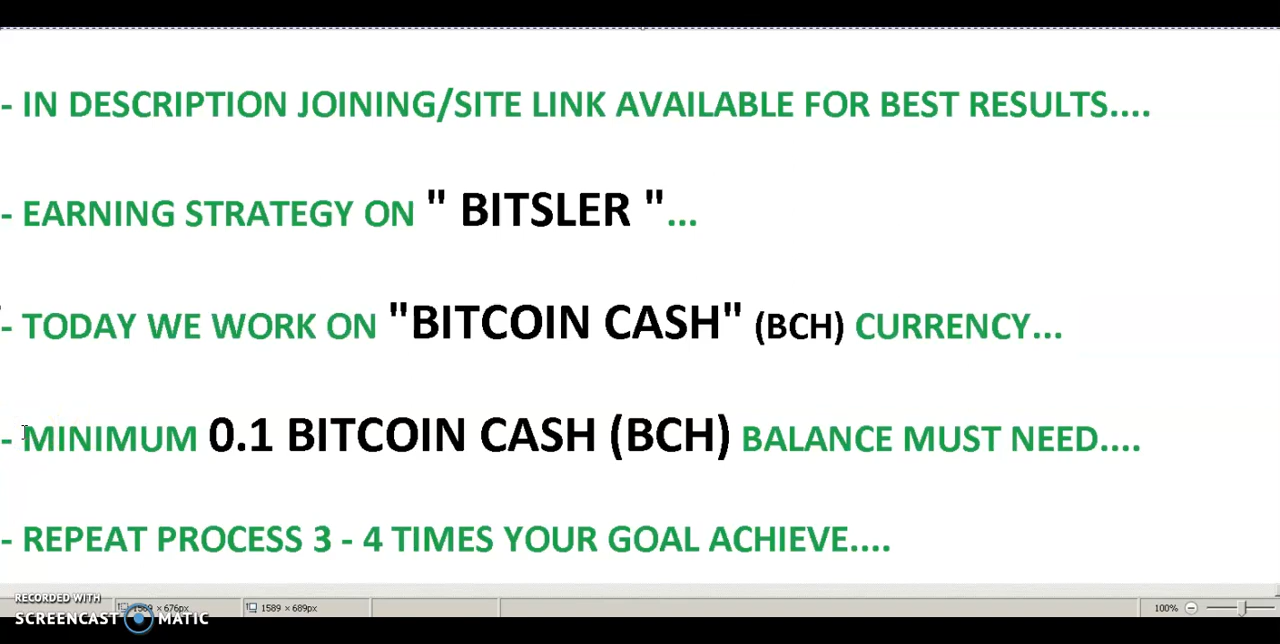 - IN DESCRIPTION JOINING/SITE LINK AVAILABLE FOR BEST RESULTS....
- EARNING STRATEGY ON " BITSLER "...
- TODAY WE WORK ON "BITCOIN CASH" (BCH) CURRENCY...
- MINIMUM 0.1 BITCOIN CASH (BCH) BALANCE MUST NEED....
- REPEAT PROCESS 3 - 4 TIMES YOUR GOAL ACHIEVE....
RECORDED WITH
SCREENCAST MATIC
1569 × 676px
1589 × 689px
100%